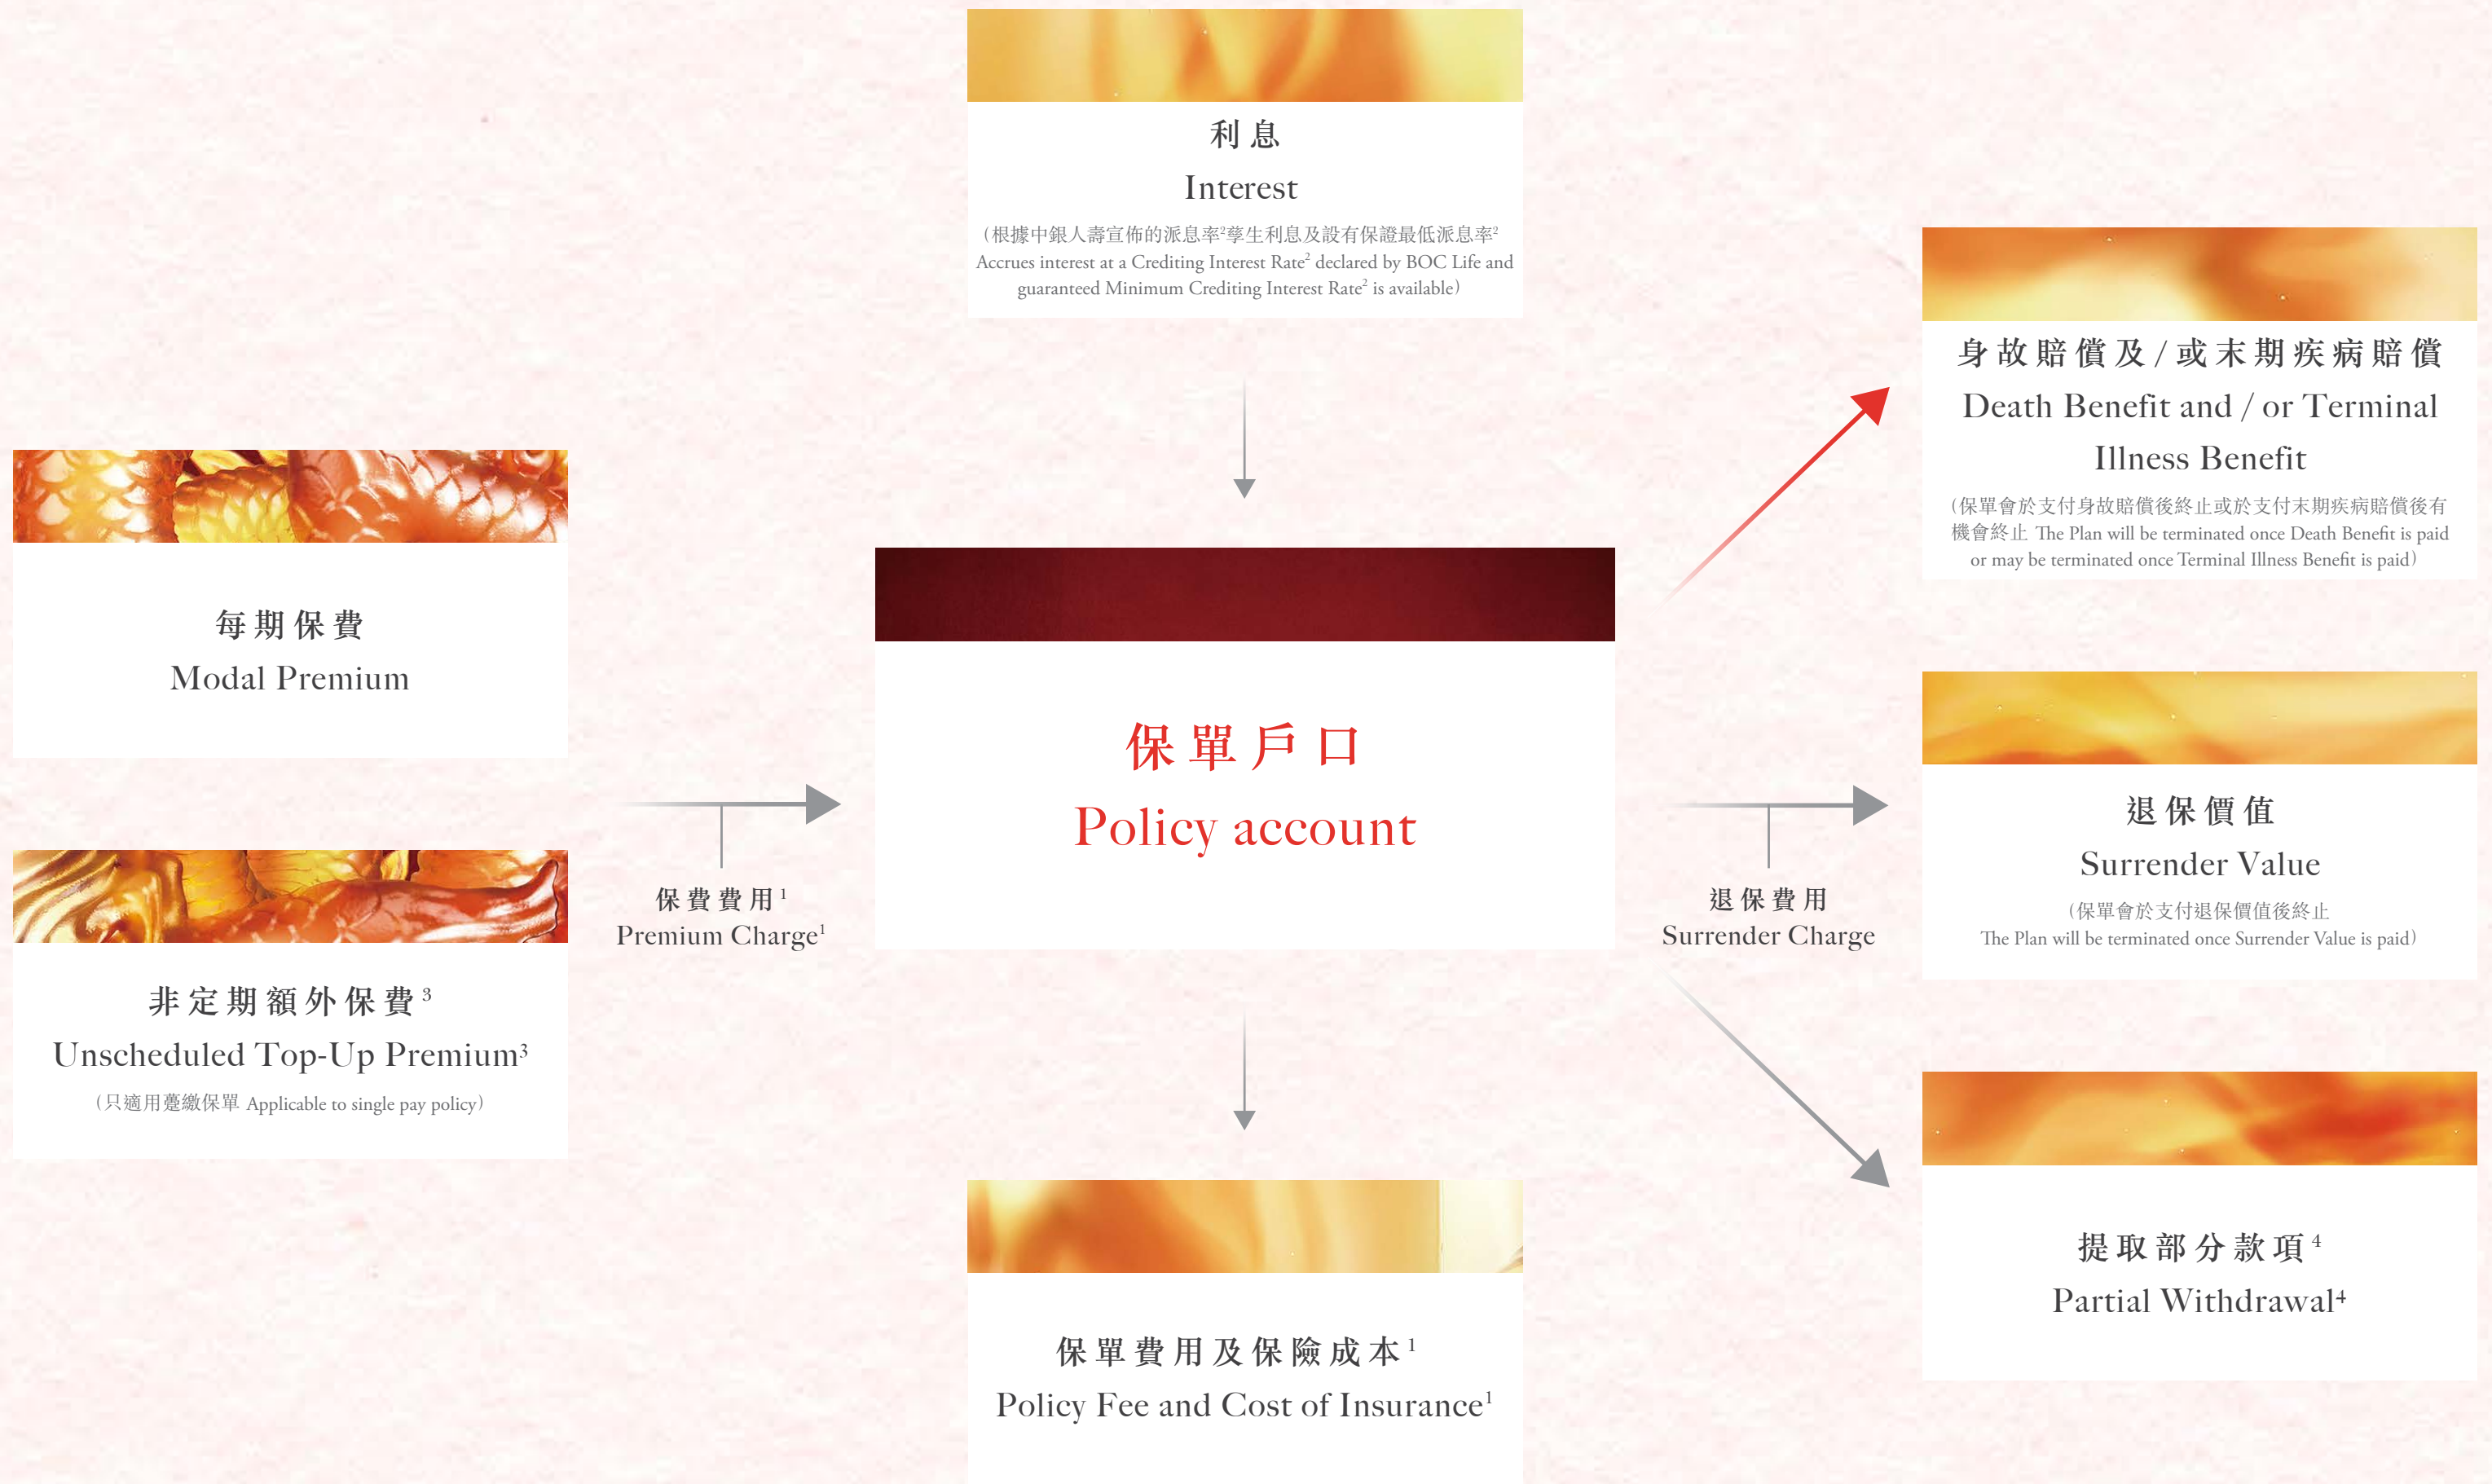 利息
Interest
（根據中銀人壽宣佈的派息率²孳生利息及設有保證最低派息率²
Accrues interest at a Crediting Interest Rate² declared by BOC Life and
guaranteed Minimum Crediting Interest Rate² is available）
每期保費
Modal Premium
非定期額外保費³
Unscheduled Top-Up Premium³
（只適用躉繳保單 Applicable to single pay policy）
保費費用¹
Premium Charge¹
保單戶口
Policy account
保單費用及保險成本¹
Policy Fee and Cost of Insurance¹
退保費用
Surrender Charge
身故賠償及/或末期疾病賠償
Death Benefit and / or Terminal
Illness Benefit
（保單會於支付身故賠償後終止或於支付末期疾病賠償後有
機會終止 The Plan will be terminated once Death Benefit is paid
or may be terminated once Terminal Illness Benefit is paid）
退保價值
Surrender Value
（保單會於支付退保價值後終止
The Plan will be terminated once Surrender Value is paid）
提取部分款項⁴
Partial Withdrawal⁴